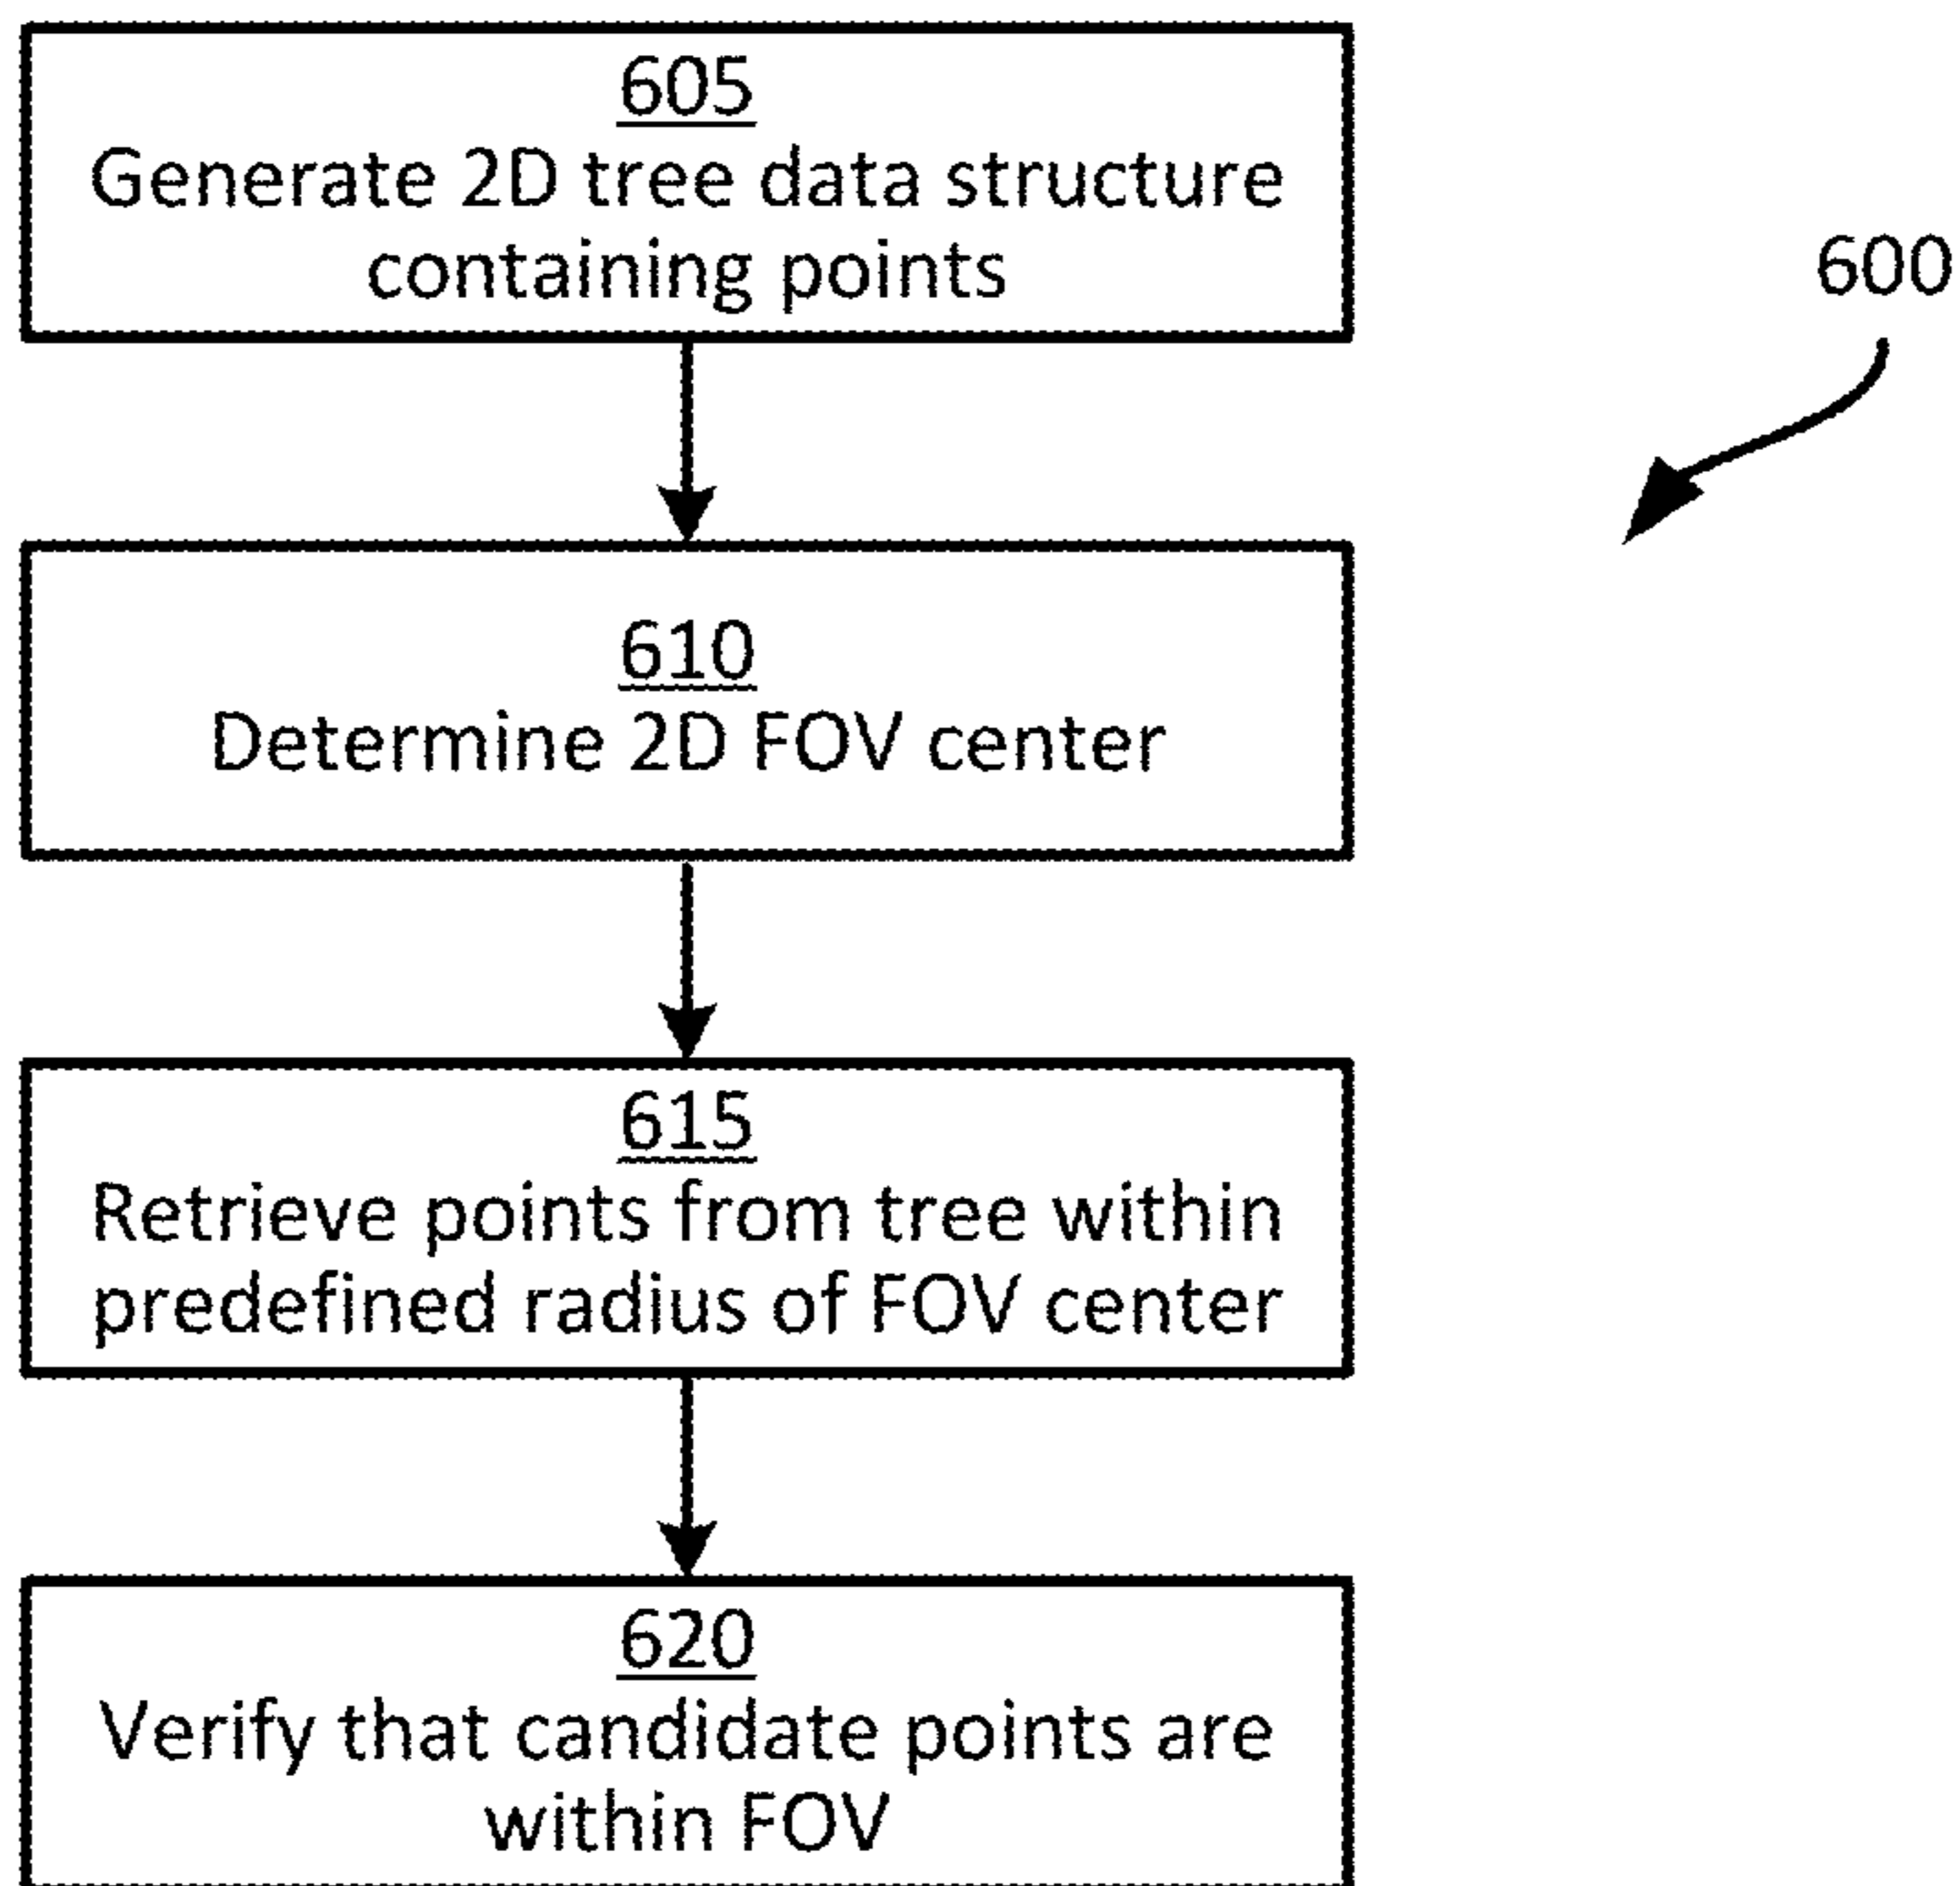 605
Generate 2D tree data structure
containing points
600
610
Determine 2D FOV center
615
Retrieve points from tree within
predefined radius of FOV center
620
Verify that candidate points are
within FOV